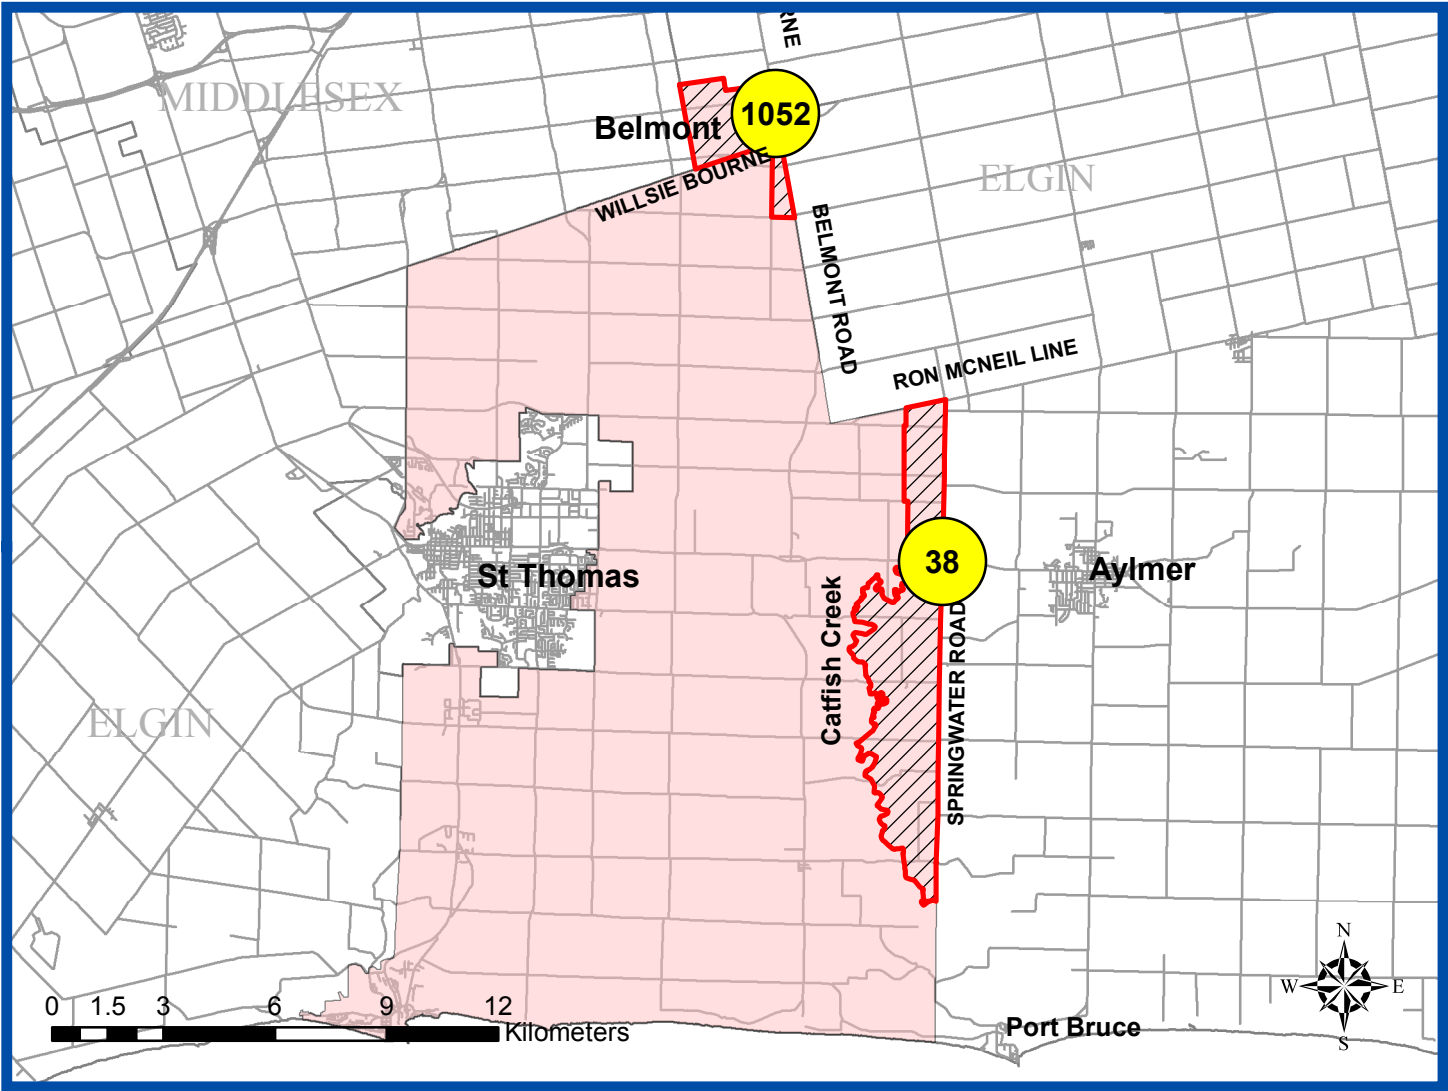 RNE
MIDDLESEX
1052
Belmont
WILLSIE BOURNE
ELGIN
BELMONT ROAD
RON MCNEIL LINE
38
St Thomas
Aylmer
Catfish Creek
SPRINGWATER ROAD
ELGIN
N
W E
S
0 1.5 3 6 9 12
Kilometers
Port Bruce